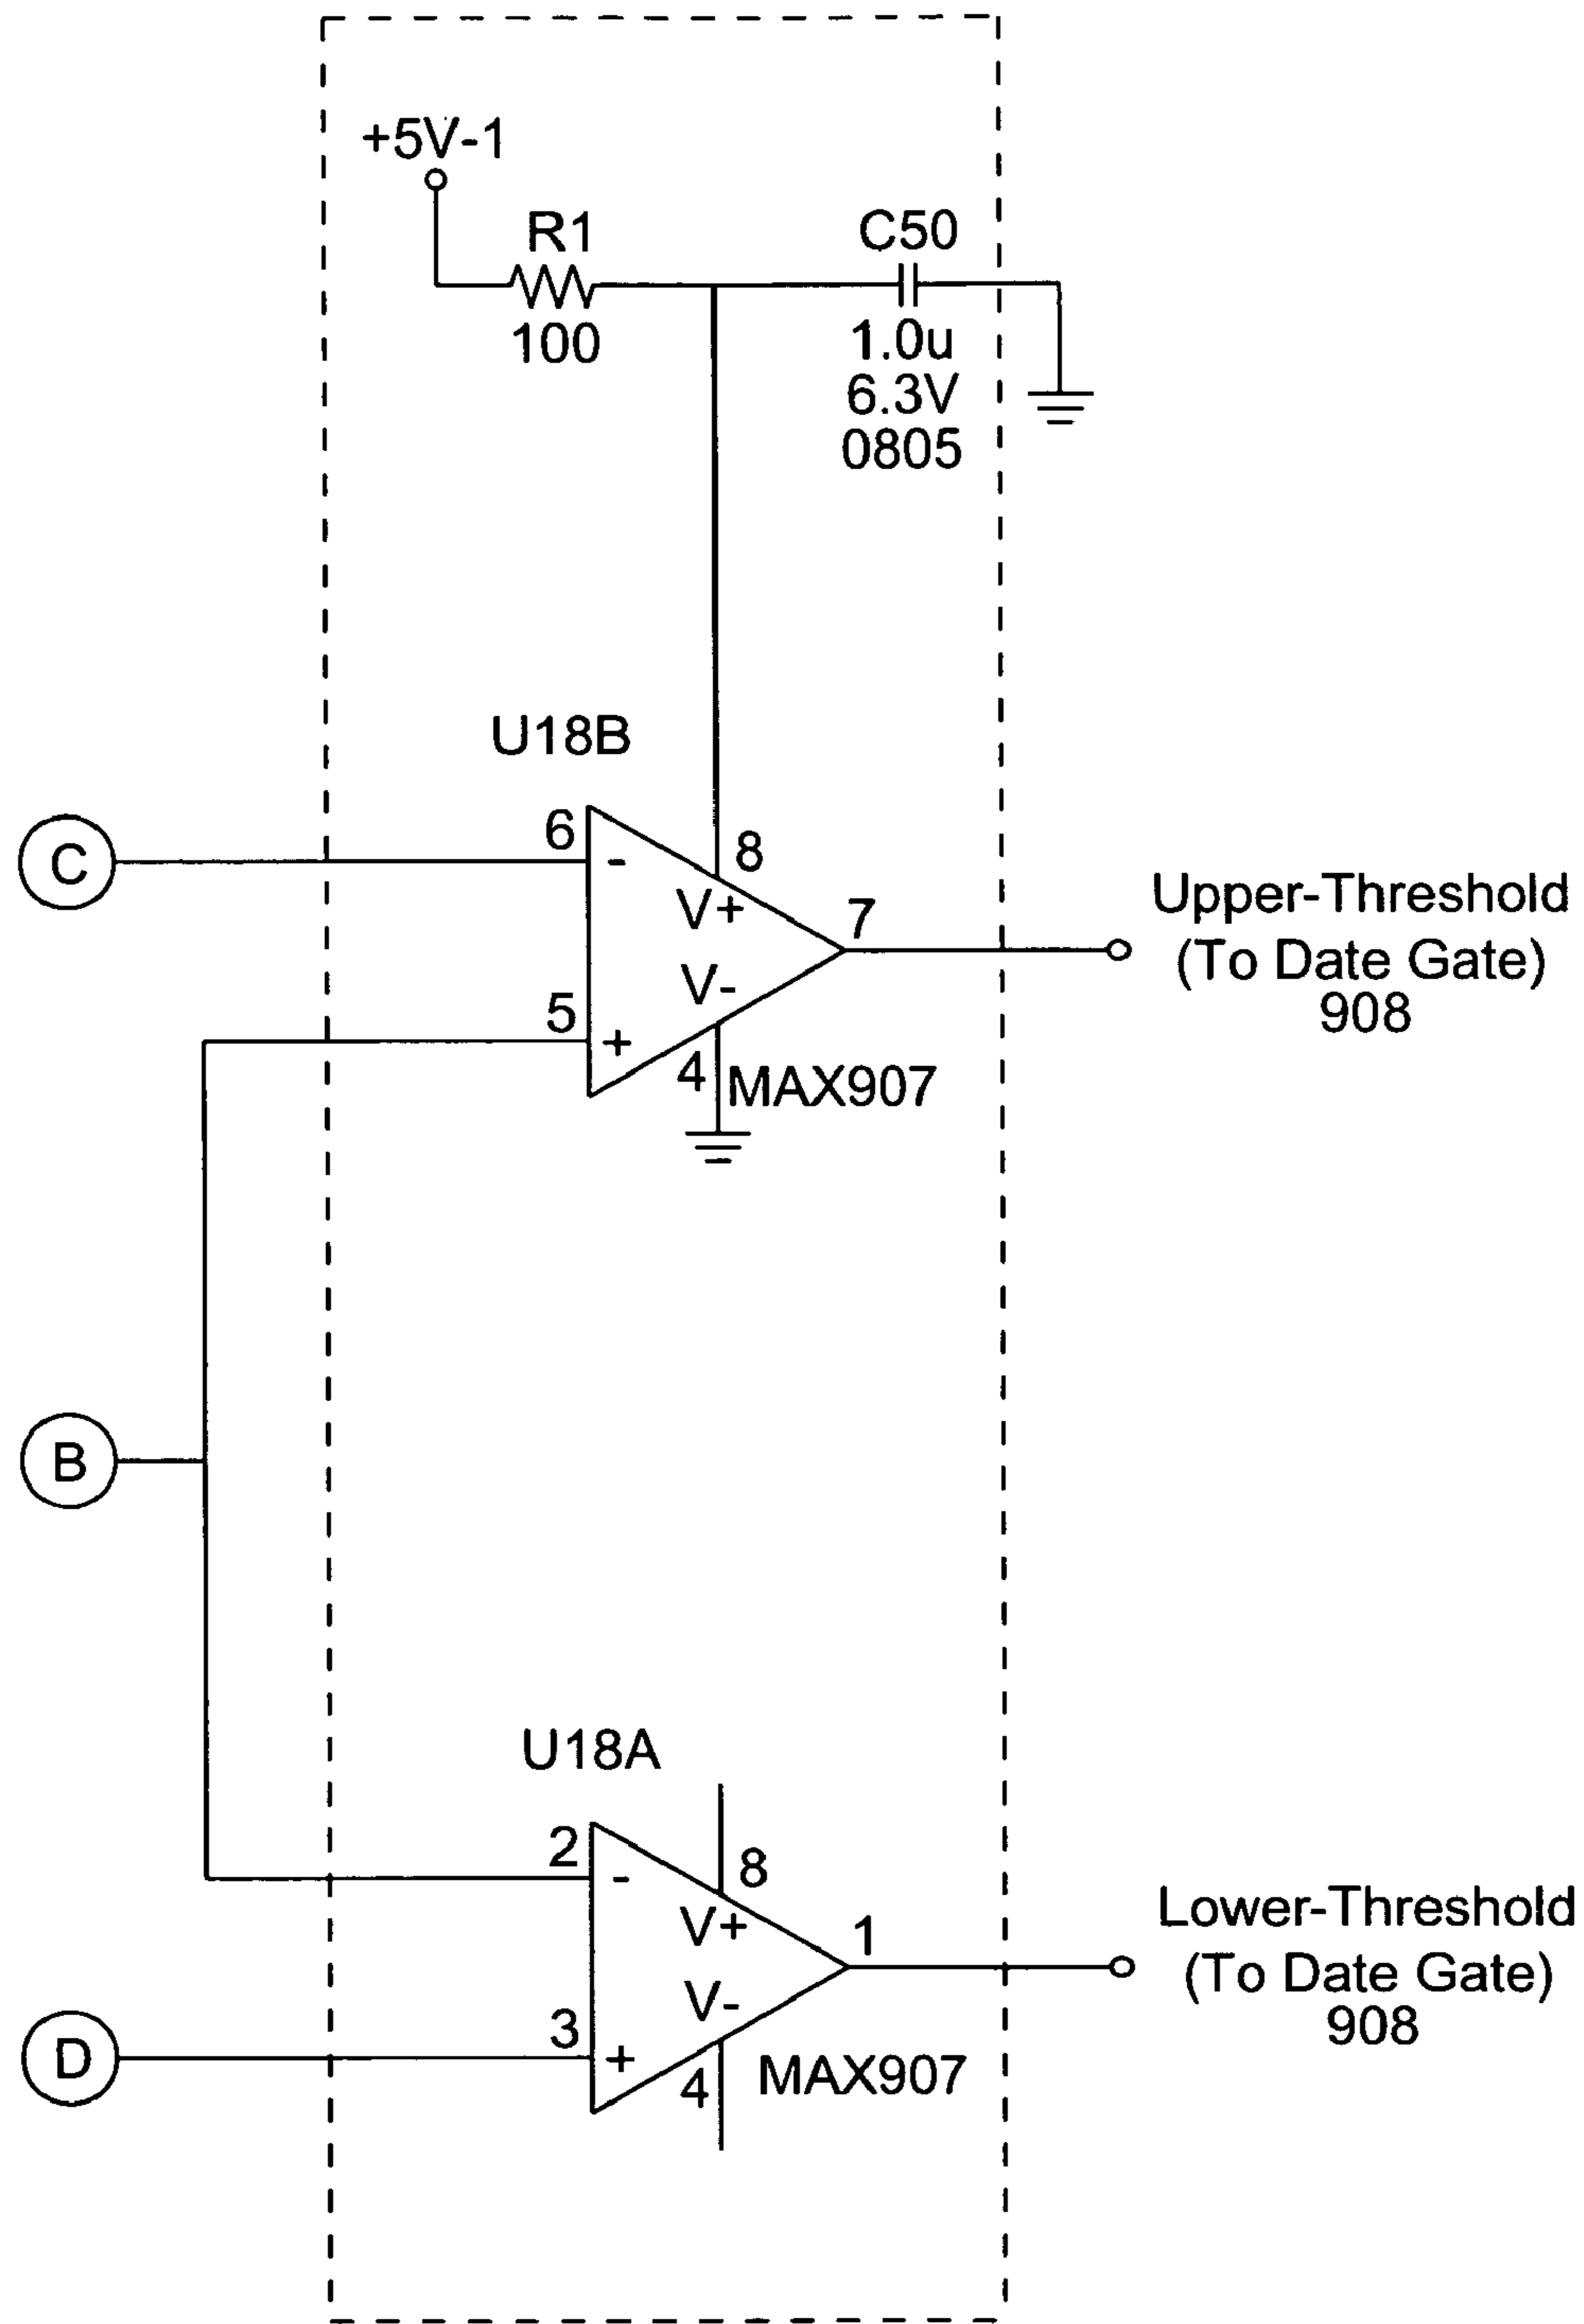 +5V-1
R1
100
C50
1.0u
6.3V
0805
U18B
C
6
-
8
V+
7
Upper-Threshold
(To Date Gate)
908
V-
5
+
4
MAX907
B
U18A
2
-
8
V+
1
Lower-Threshold
(To Date Gate)
908
V-
3
+
D
4
MAX907